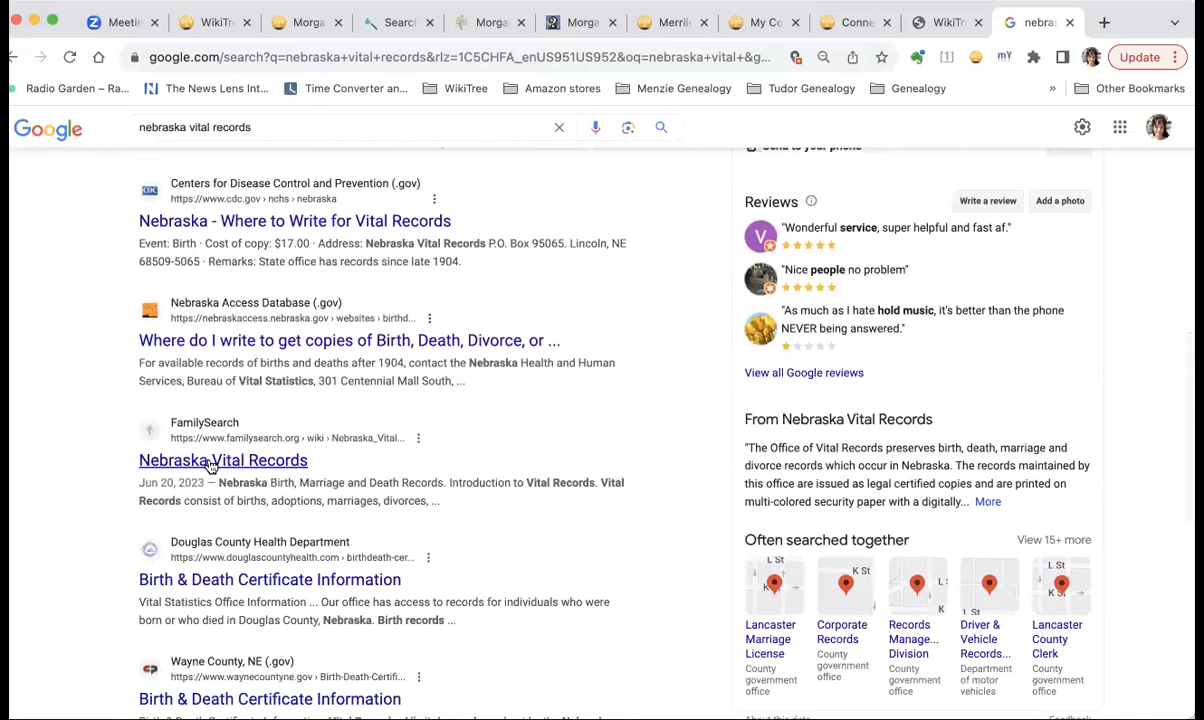 Meetin
WikiTre
Morga
Search
Morga
Morga
Merrile
My Co
Conne
WikiTr
nebras
google.com/search?q=nebraska+vital+records&rlz=1C5CHFA_enUS951US952&oq=nebraska+vital+&g...
Update
Radio Garden – Ra...
The News Lens Int...
Time Converter an...
WikiTree
Amazon stores
Menzie Genealogy
Tudor Genealogy
Genealogy
»
Other Bookmarks
Google
nebraska vital records
Centers for Disease Control and Prevention (.gov)
https://www.cdc.gov › nchs › nebraska
Nebraska - Where to Write for Vital Records
Event: Birth · Cost of copy: $17.00 · Address: Nebraska Vital Records P.O. Box 95065. Lincoln, NE
68509-5065 · Remarks: State office has records since late 1904.
Nebraska Access Database (.gov)
https://nebraskaccess.nebraska.gov › websites › birthd...
Where do I write to get copies of Birth, Death, Divorce, or ...
For available records of births and deaths after 1904, contact the Nebraska Health and Human
Services, Bureau of Vital Statistics, 301 Centennial Mall South, ...
FamilySearch
https://www.familysearch.org › wiki › Nebraska_Vital...
Nebraska Vital Records
Jun 20, 2023 — Nebraska Birth, Marriage and Death Records. Introduction to Vital Records. Vital
Records consist of births, adoptions, marriages, divorces, ...
Douglas County Health Department
https://www.douglascountyhealth.com › birthdeath-cer...
Birth & Death Certificate Information
Vital Statistics Office Information ... Our office has access to records for individuals who were
born or who died in Douglas County, Nebraska. Birth records ...
Wayne County, NE (.gov)
https://www.waynecountyne.gov › Birth-Death-Certifi...
Birth & Death Certificate Information
Send to your phone
Reviews
Write a review
Add a photo
"Wonderful service, super helpful and fast af."
"Nice people no problem"
"As much as I hate hold music, it's better than the phone
NEVER being answered."
View all Google reviews
From Nebraska Vital Records
"The Office of Vital Records preserves birth, death, marriage and
divorce records which occur in Nebraska. The records maintained by
this office are issued as legal certified copies and are printed on
multi-colored security paper with a digitally... More
Often searched together
View 15+ more
L St
K
K St
L
K St
L St
L S
K
Lancaster
Marriage
License
County
government
office
Corporate
Records
County
government
office
Records
Manage...
Division
County
government
office
Driver &
Vehicle
Records...
Department
of motor
vehicles
Lancaster
County
Clerk
County
government
office